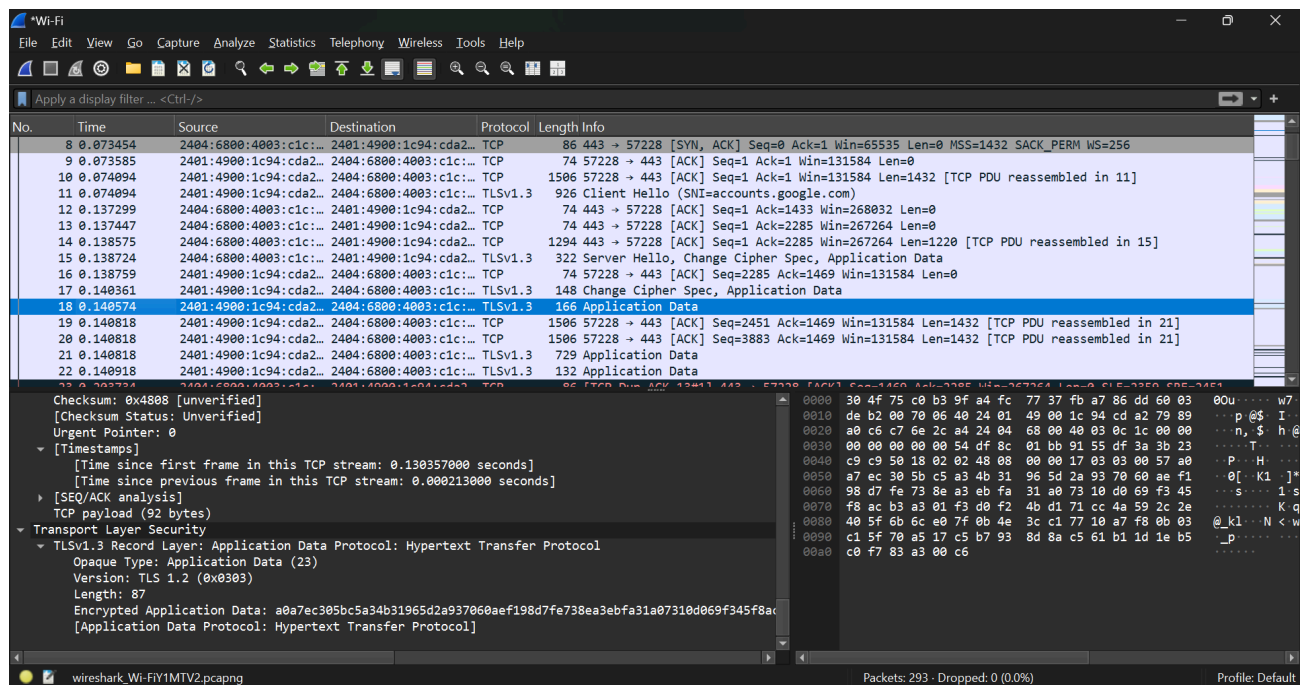 *Wi-Fi
File Edit View Go Capture Analyze Statistics Telephony Wireless Tools Help
Apply a display filter ... <Ctrl-/>
No. Time Source Destination Protocol Length Info
8 0.073454 2404:6800:4003:c1c:… 2401:4900:1c94:cda2… TCP 86 443 → 57228 [SYN, ACK] Seq=0 Ack=1 Win=65535 Len=0 MSS=1432 SACK_PERM WS=256
9 0.073585 2401:4900:1c94:cda2… 2404:6800:4003:c1c:… TCP 74 57228 → 443 [ACK] Seq=1 Ack=1 Win=131584 Len=0
10 0.074094 2401:4900:1c94:cda2… 2404:6800:4003:c1c:… TCP 1506 57228 → 443 [ACK] Seq=1 Ack=1 Win=131584 Len=1432 [TCP PDU reassembled in 11]
11 0.074094 2401:4900:1c94:cda2… 2404:6800:4003:c1c:… TLSv1.3 926 Client Hello (SNI=accounts.google.com)
12 0.137299 2404:6800:4003:c1c:… 2401:4900:1c94:cda2… TCP 74 443 → 57228 [ACK] Seq=1 Ack=1433 Win=268032 Len=0
13 0.137447 2404:6800:4003:c1c:… 2401:4900:1c94:cda2… TCP 74 443 → 57228 [ACK] Seq=1 Ack=2285 Win=267264 Len=0
14 0.138575 2404:6800:4003:c1c:… 2401:4900:1c94:cda2… TCP 1294 443 → 57228 [ACK] Seq=1 Ack=2285 Win=267264 Len=1220 [TCP PDU reassembled in 15]
15 0.138724 2404:6800:4003:c1c:… 2401:4900:1c94:cda2… TLSv1.3 322 Server Hello, Change Cipher Spec, Application Data
16 0.138759 2401:4900:1c94:cda2… 2404:6800:4003:c1c:… TCP 74 57228 → 443 [ACK] Seq=2285 Ack=1469 Win=131584 Len=0
17 0.140361 2401:4900:1c94:cda2… 2404:6800:4003:c1c:… TLSv1.3 148 Change Cipher Spec, Application Data
18 0.140574 2401:4900:1c94:cda2… 2404:6800:4003:c1c:… TLSv1.3 166 Application Data
19 0.140818 2401:4900:1c94:cda2… 2404:6800:4003:c1c:… TCP 1506 57228 → 443 [ACK] Seq=2451 Ack=1469 Win=131584 Len=1432 [TCP PDU reassembled in 21]
20 0.140818 2401:4900:1c94:cda2… 2404:6800:4003:c1c:… TCP 1506 57228 → 443 [ACK] Seq=3883 Ack=1469 Win=131584 Len=1432 [TCP PDU reassembled in 21]
21 0.140818 2401:4900:1c94:cda2… 2404:6800:4003:c1c:… TLSv1.3 729 Application Data
22 0.140918 2401:4900:1c94:cda2… 2404:6800:4003:c1c:… TLSv1.3 132 Application Data
Checksum: 0x4808 [unverified]
[Checksum Status: Unverified]
Urgent Pointer: 0
[Timestamps]
[Time since first frame in this TCP stream: 0.130357000 seconds]
[Time since previous frame in this TCP stream: 0.000213000 seconds]
[SEQ/ACK analysis]
TCP payload (92 bytes)
Transport Layer Security
TLSv1.3 Record Layer: Application Data Protocol: Hypertext Transfer Protocol
Opaque Type: Application Data (23)
Version: TLS 1.2 (0x0303)
Length: 87
Encrypted Application Data: a0a7ec305bc5a34b31965d2a937060aef198d7fe738ea3ebfa31a07310d069f345f8ac
[Application Data Protocol: Hypertext Transfer Protocol]
0000 30 4f 75 c0 b3 9f a4 fc 77 37 fb a7 86 dd 60 03 0Ou····· w7·
0010 de b2 00 70 06 40 24 01 49 00 1c 94 cd a2 79 89 ···p·@$· I·
0020 a0 c6 c7 6e 2c a4 24 04 68 00 40 03 0c 1c 00 00 ···n,·$· h·@
0030 00 00 00 00 00 54 df 8c 01 bb 91 55 df 3a 3b 23 ·····T··
0040 c9 c9 50 18 02 02 48 08 00 00 17 03 03 00 57 a0 ··P···H·
0050 a7 ec 30 5b c5 a3 4b 31 96 5d 2a 93 70 60 ae f1 ··0[··K1 ·]*
0060 98 d7 fe 73 8e a3 eb fa 31 a0 73 10 d0 69 f3 45 ···s···· 1·s
0070 f8 ac b3 a3 01 f3 d0 f2 4b d1 71 cc 4a 59 2c 2e ········ K·q
0080 40 5f 6b 6c e0 7f 0b 4e 3c c1 77 10 a7 f8 0b 03 @_kl···N <·w
0090 c1 5f 70 a5 17 c5 b7 93 8d 8a c5 61 b1 1d 1e b5 ·_p·····
00a0 c0 f7 83 a3 00 c6 ······
wireshark_Wi-FiY1MTV2.pcapng Packets: 293 · Dropped: 0 (0.0%) Profile: Default